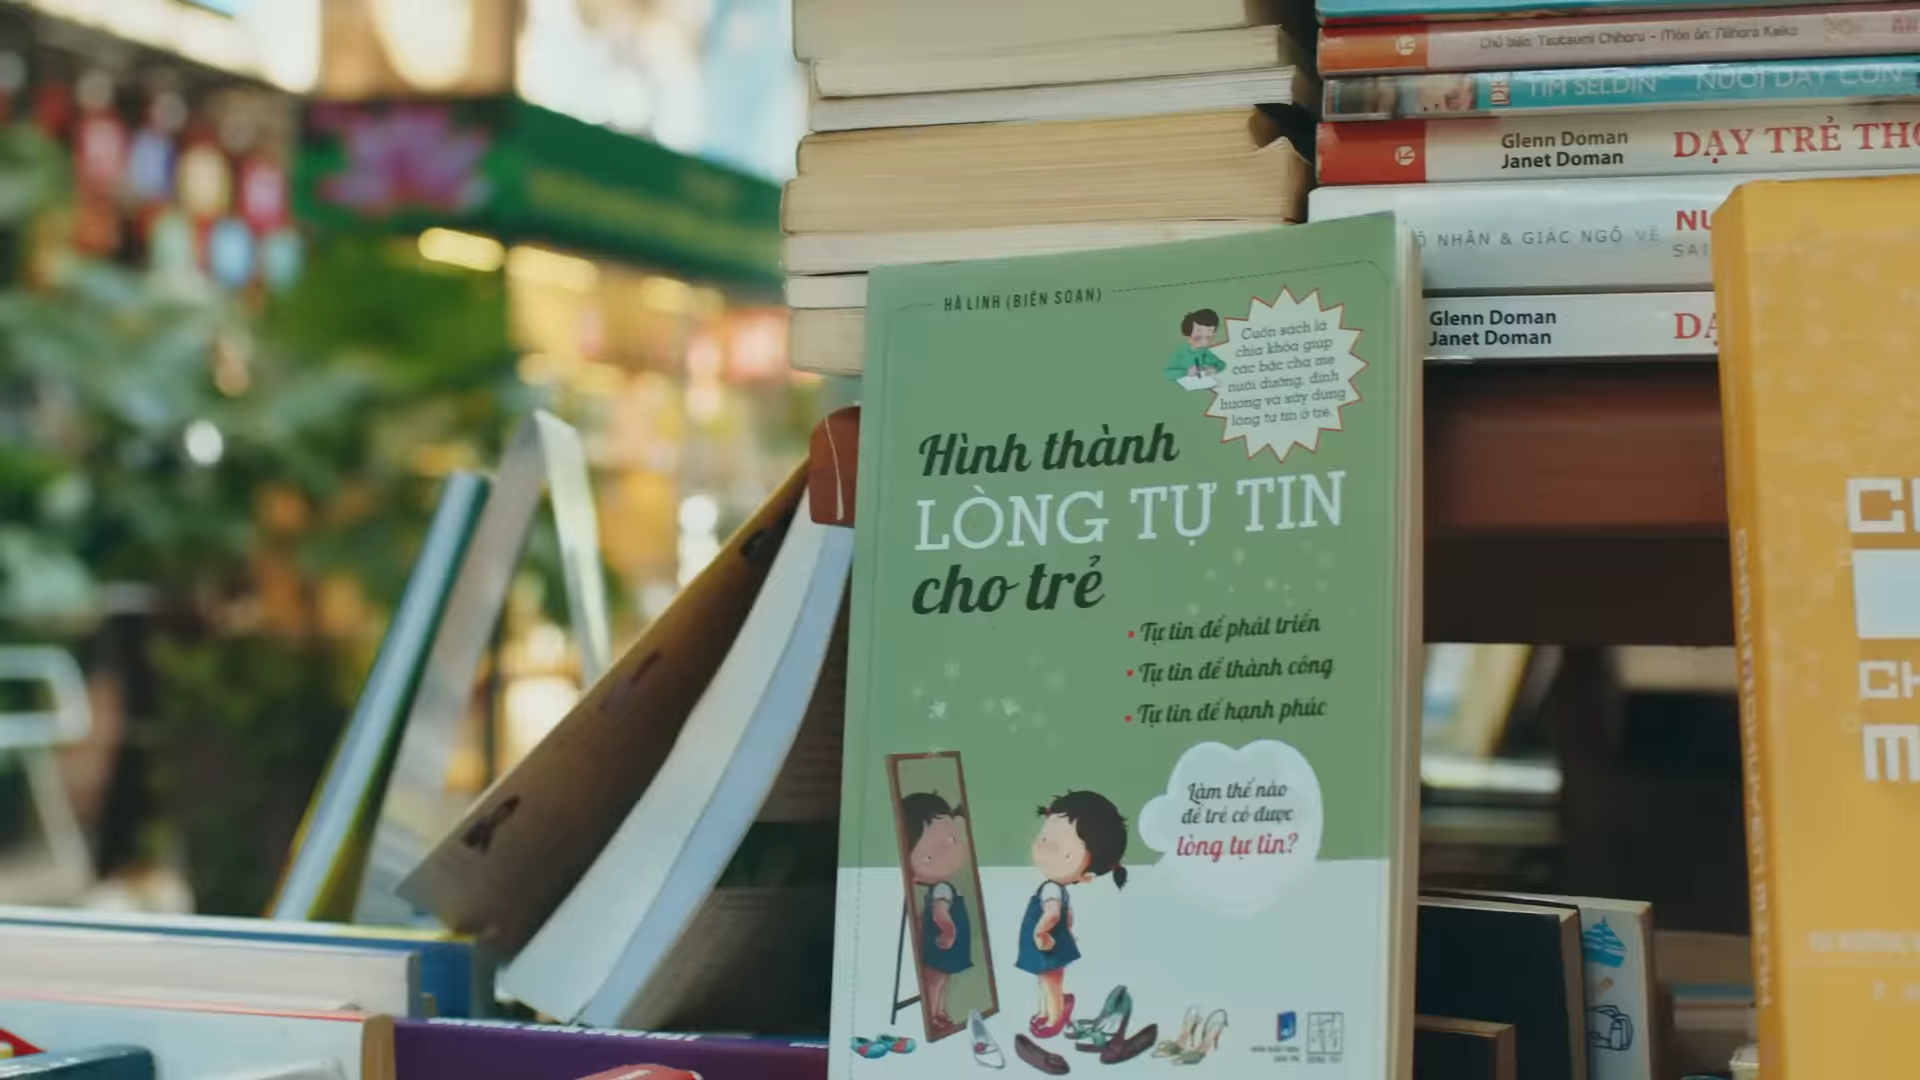 Chủ biên: Tsutsumi Chiharu - Món ăn: Niihara Keiko
TIM SELDIN NUÔI DẠY CON
Glenn Doman
Janet Doman
DẠY TRẺ
NHẬN & GIÁC NGỘ VỀ
Glenn Doman
Janet Doman
HÀ LINH (BIÊN SOẠN)
Cuốn sách là
chìa khóa giúp
các bậc cha mẹ
nuôi dưỡng, định
hướng và xây dựng
lòng tự tin ở trẻ.
Hình thành
LÒNG TỰ TIN
cho trẻ
• Tự tin để phát triển
• Tự tin để thành công
• Tự tin để hạnh phúc
Làm thế nào
để trẻ có được
lòng tự tin?